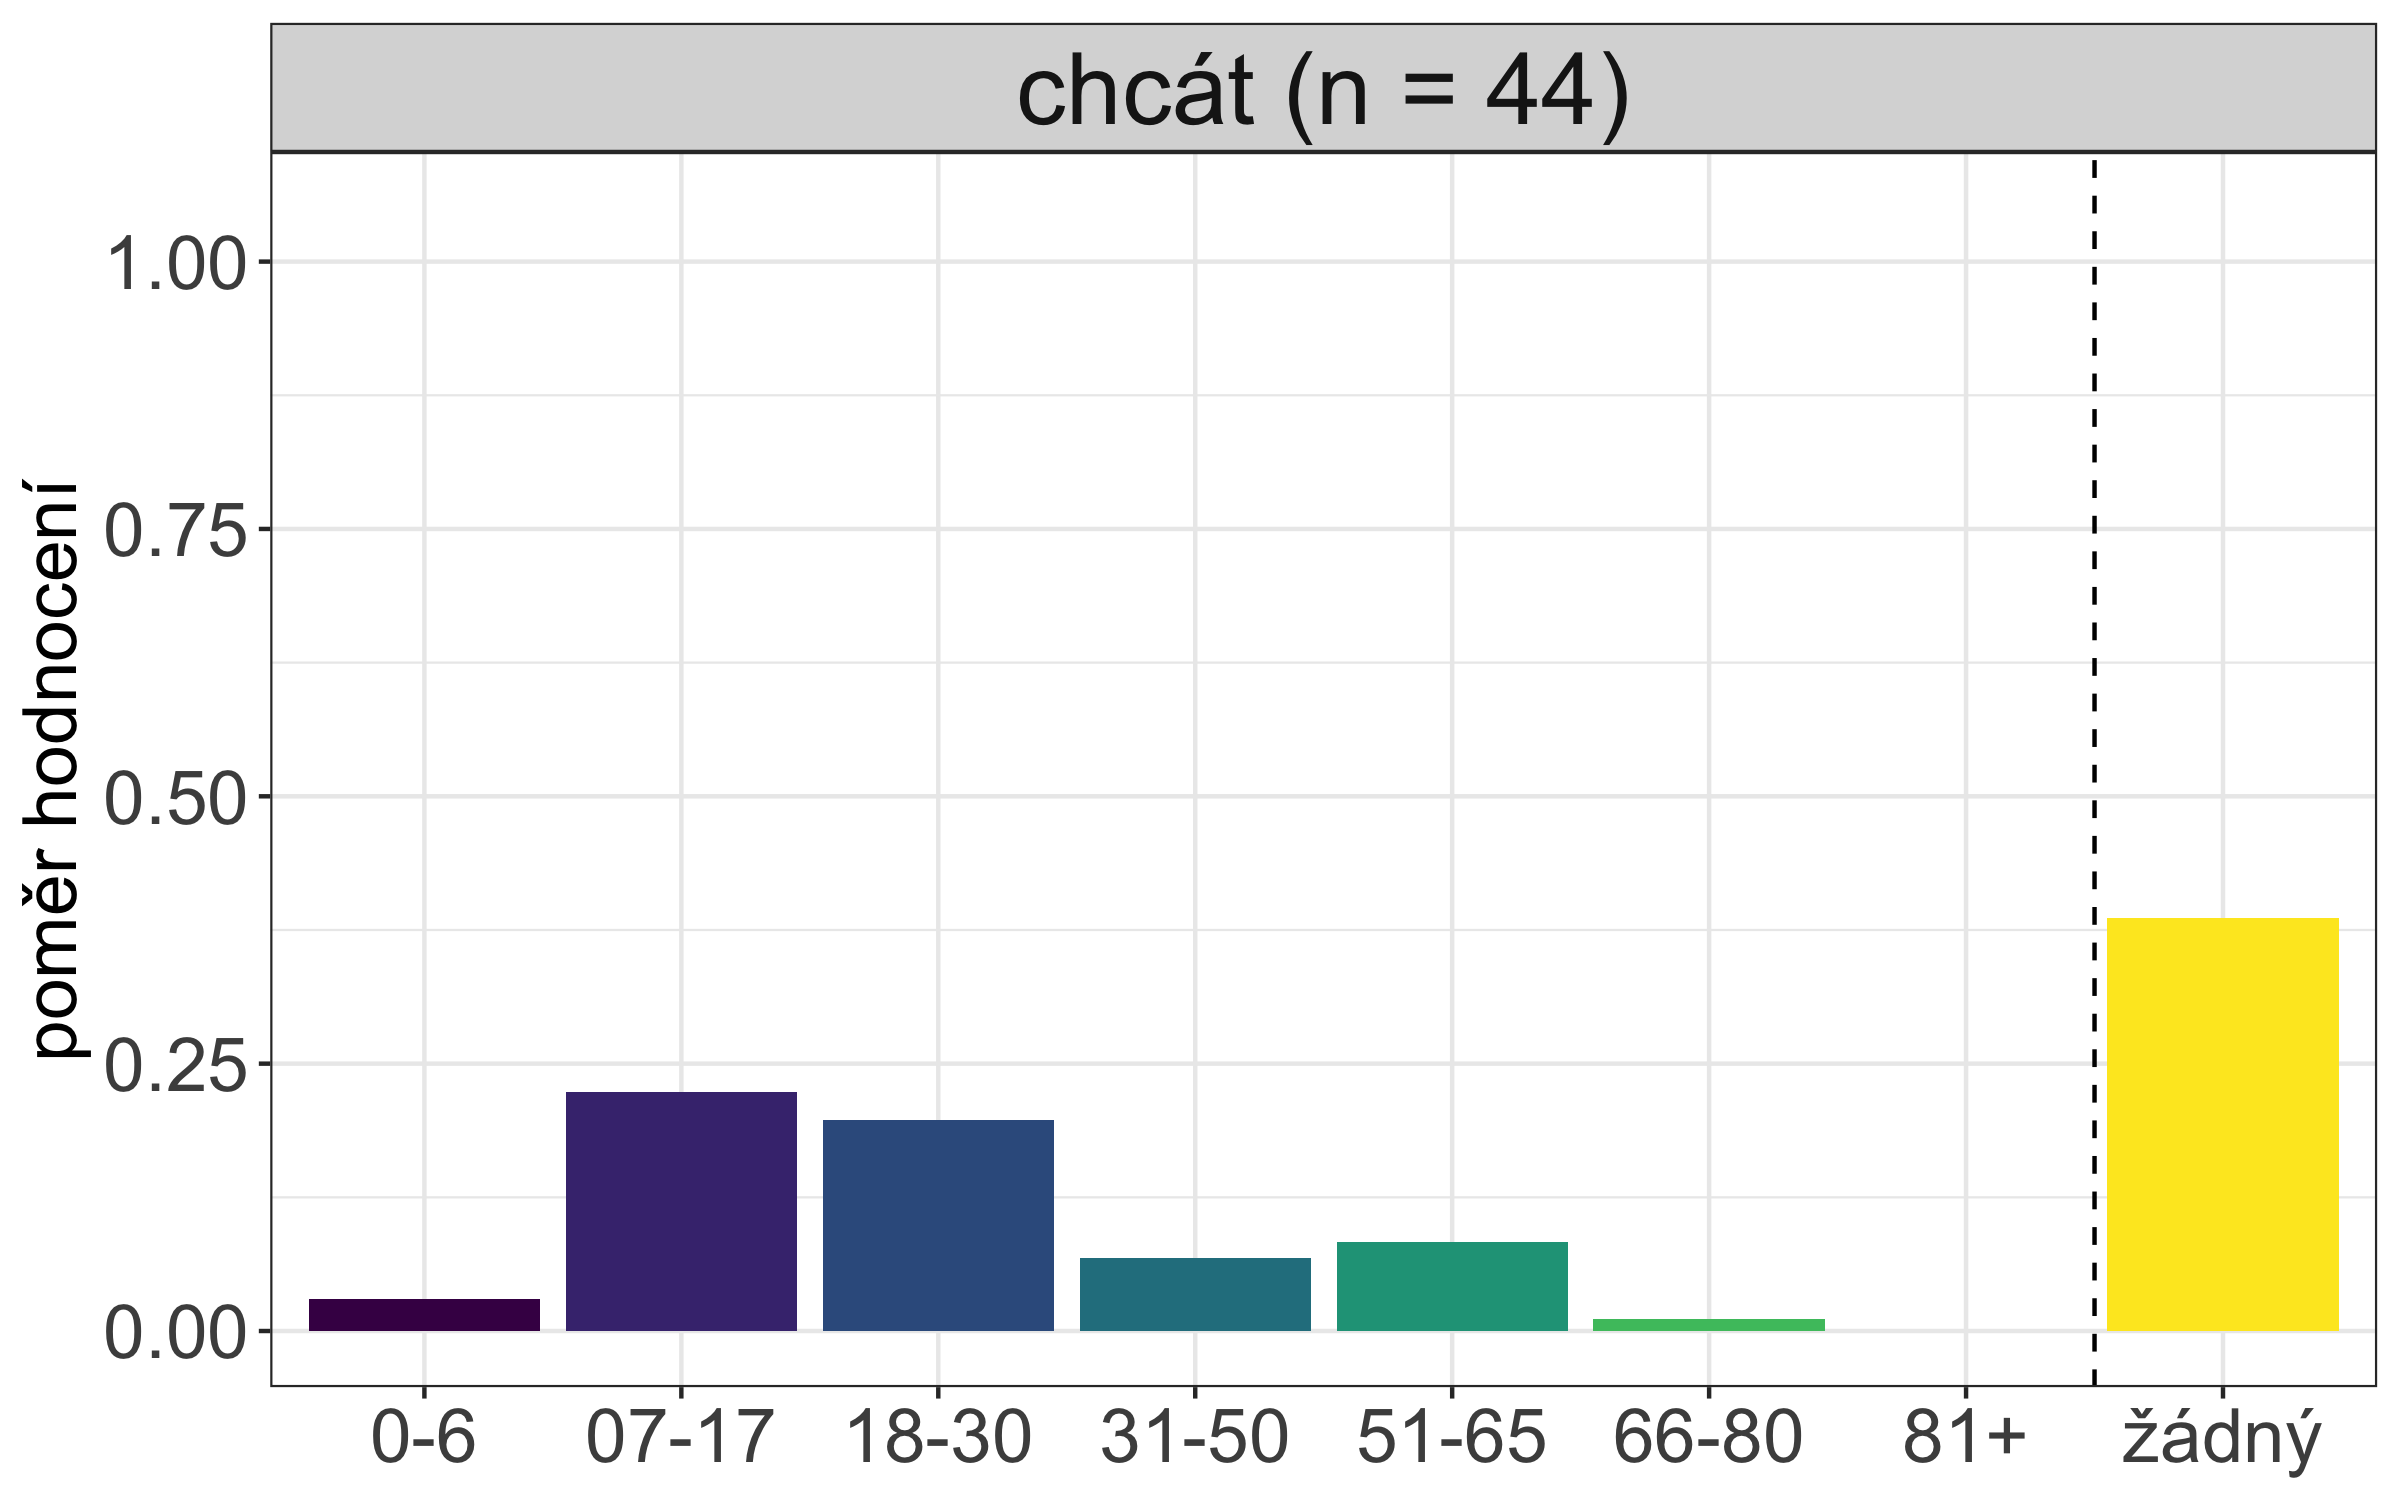 chcát (n = 44)
poměr hodnocení
1.00
0.75
0.50
0.25
0.00
0-6 07-17 18-30 31-50 51-65 66-80 81+ žádný